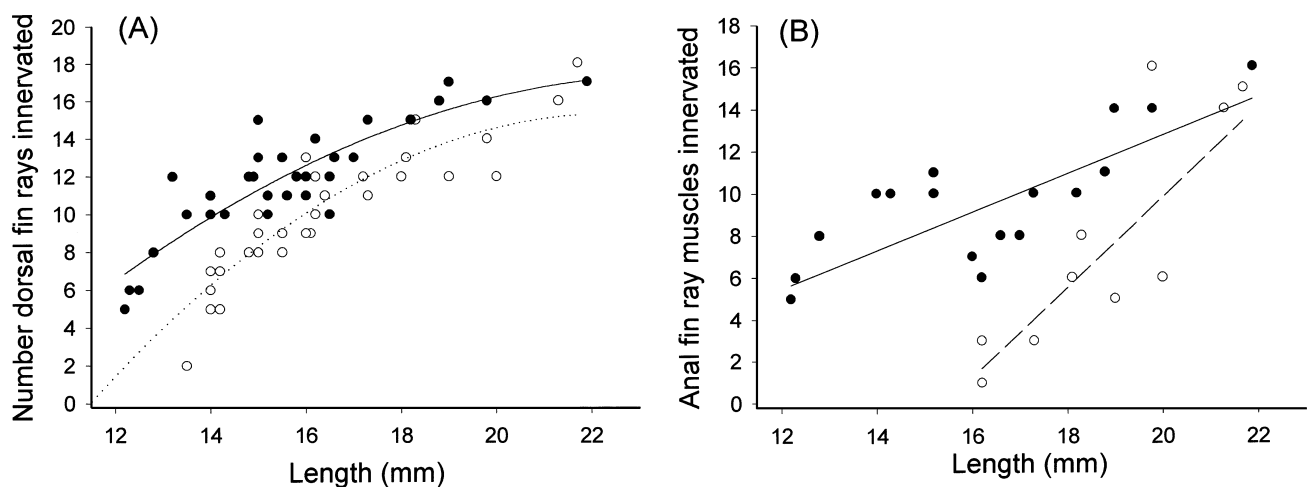 (A)
Number dorsal fin rays innervated
20
18
16
14
12
10
8
6
4
2
0
12 14 16 18 20 22
Length (mm)
(B)
Anal fin ray muscles innervated
18
16
14
12
10
8
6
4
2
0
12 14 16 18 20 22
Length (mm)